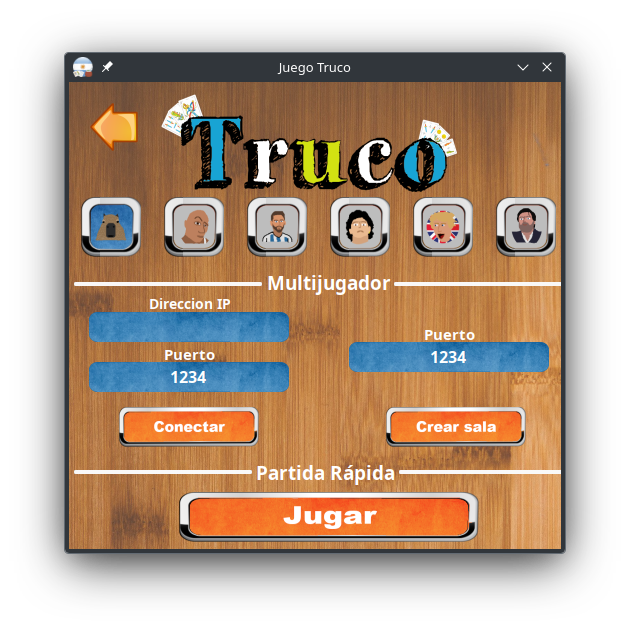 Juego Truco
Truco
Multijugador
Direccion IP
Puerto
1234
Conectar
Puerto
1234
Crear sala
Partida Rápida
Jugar